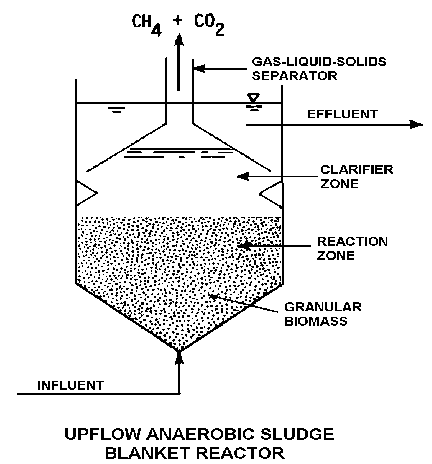 CH4 + CO2
GAS-LIQUID-SOLIDS
SEPARATOR
EFFLUENT
CLARIFIER
ZONE
REACTION
ZONE
GRANULAR
BIOMASS
INFLUENT
UPFLOW ANAEROBIC SLUDGE
BLANKET REACTOR